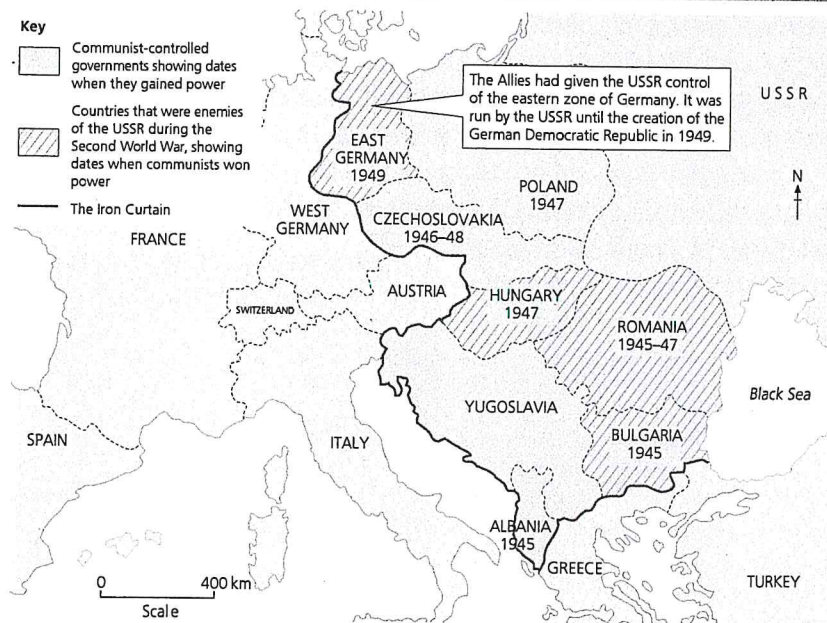 Key
Communist-controlled
governments showing dates
when they gained power
Countries that were enemies
of the USSR during the
Second World War, showing
dates when communists won
power
The Iron Curtain
The Allies had given the USSR control
of the eastern zone of Germany. It was
run by the USSR until the creation of the
German Democratic Republic in 1949.
USSR
N
EAST
GERMANY
1949
POLAND
1947
WEST
GERMANY
CZECHOSLOVAKIA
1946–48
FRANCE
AUSTRIA
SWITZERLAND
HUNGARY
1947
ROMANIA
1945–47
Black Sea
YUGOSLAVIA
SPAIN
ITALY
BULGARIA
1945
ALBANIA
1945
GREECE
TURKEY
0 400 km
Scale